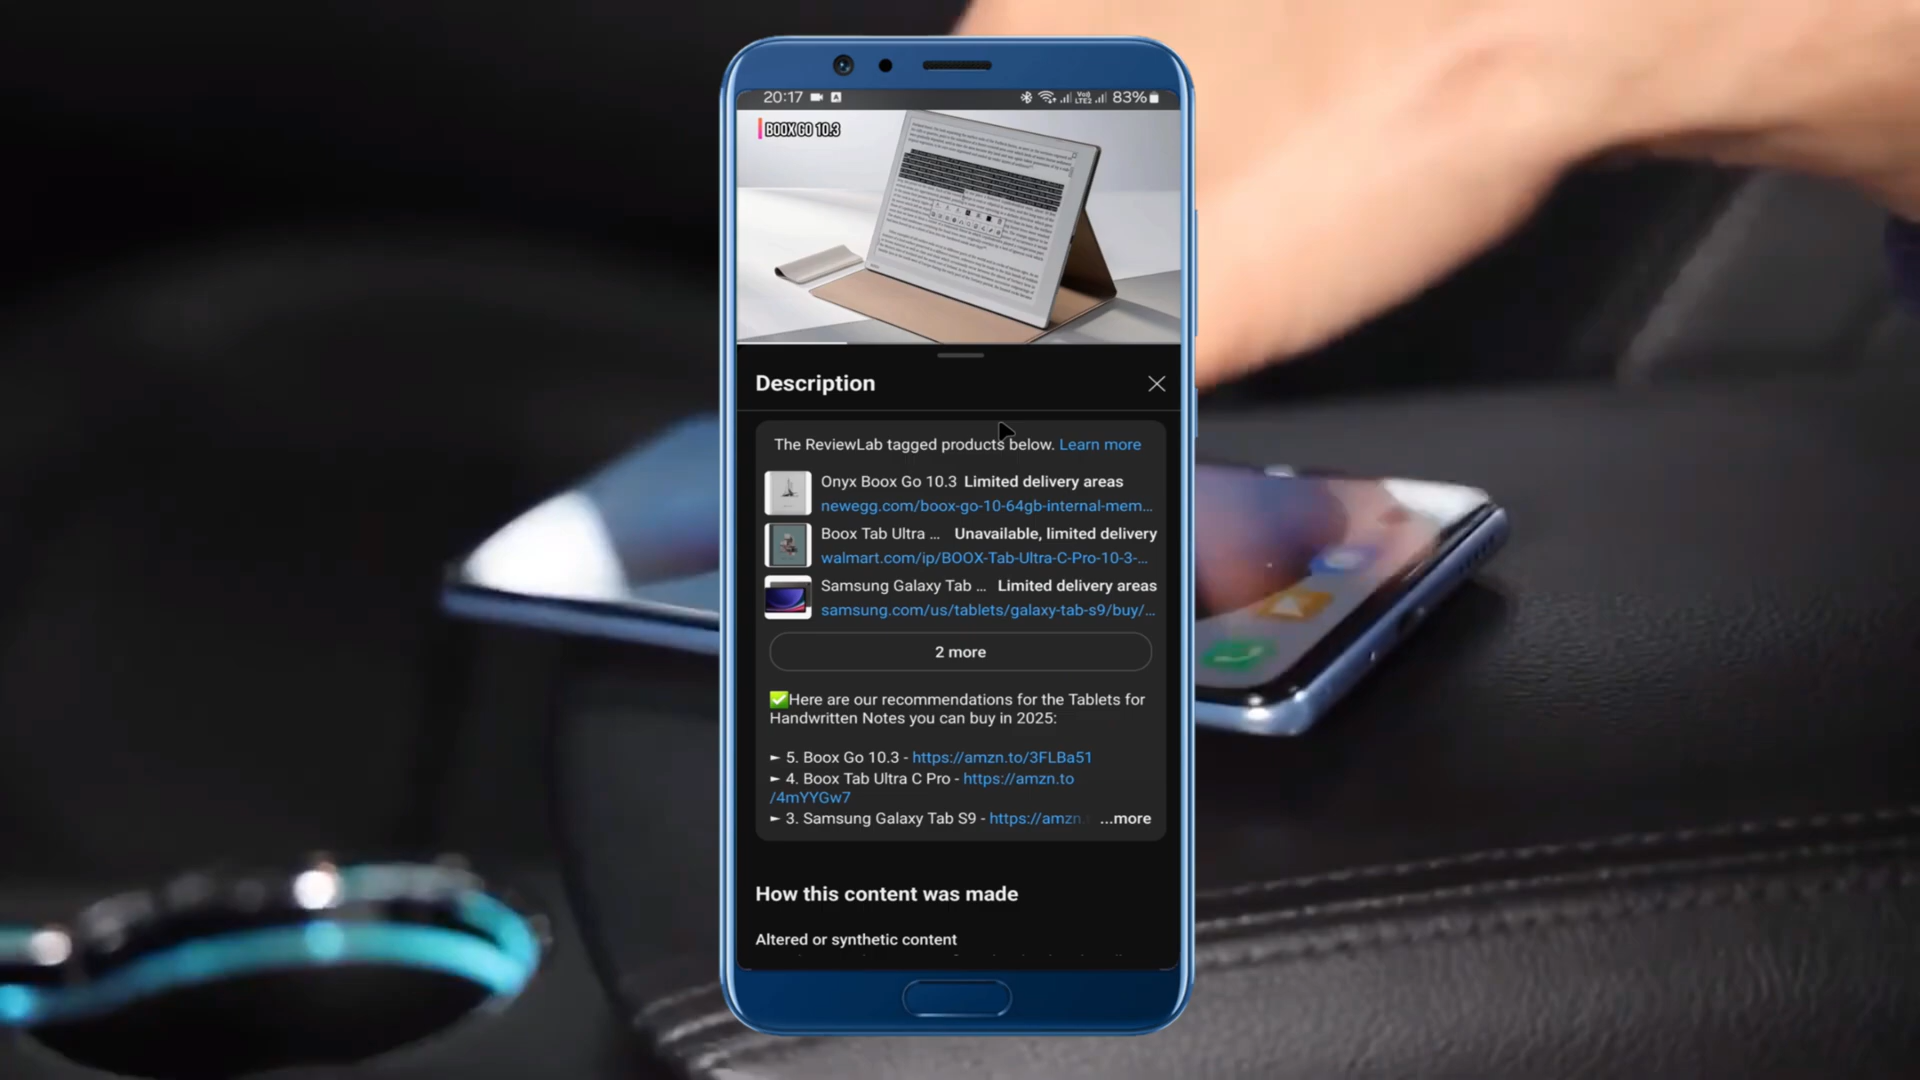 20:17
Vo)) LTE2 83%
BOOX GO 10.3
Description
The ReviewLab tagged products below. Learn more
Onyx Boox Go 10.3 Limited delivery areas
newegg.com/boox-go-10-64gb-internal-mem...
Boox Tab Ultra ... Unavailable, limited delivery
walmart.com/ip/BOOX-Tab-Ultra-C-Pro-10-3-...
Samsung Galaxy Tab ... Limited delivery areas
samsung.com/us/tablets/galaxy-tab-s9/buy/...
2 more
✅Here are our recommendations for the Tablets for
Handwritten Notes you can buy in 2025:
► 5. Boox Go 10.3 - https://amzn.to/3FLBa51
► 4. Boox Tab Ultra C Pro - https://amzn.to
/4mYYGw7
► 3. Samsung Galaxy Tab S9 - https://amzn. ...more
How this content was made
Altered or synthetic content